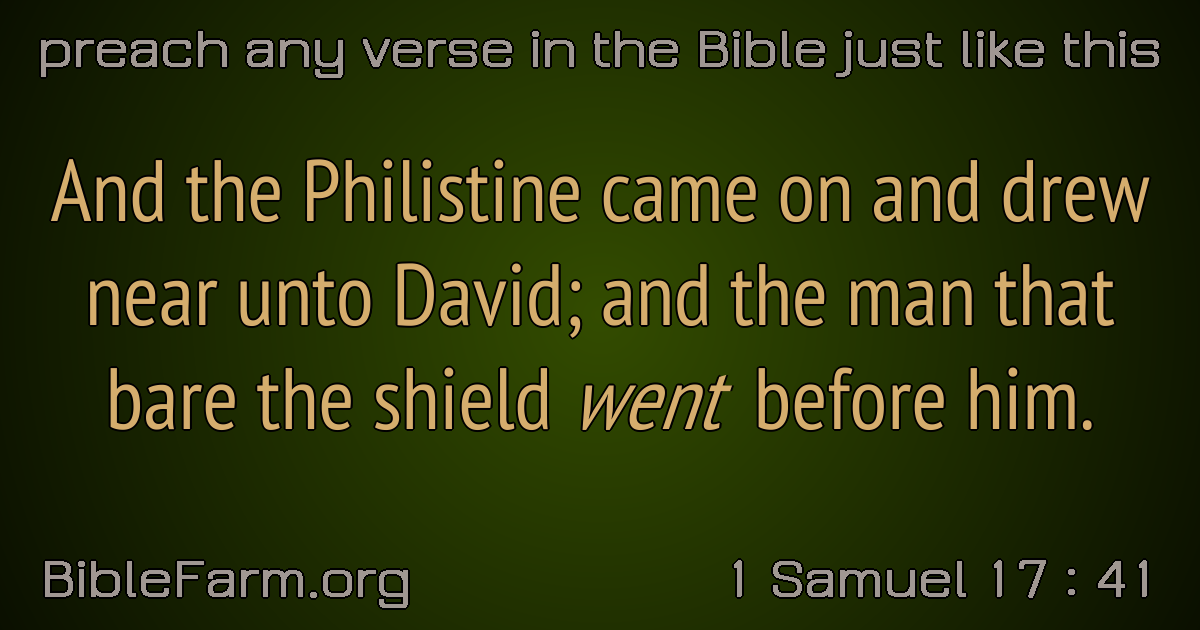 preach any verse in the Bible just like this
And the Philistine came on and drew
near unto David; and the man that
bare the shield went before him.
BibleFarm.org
1 Samuel 17 : 41